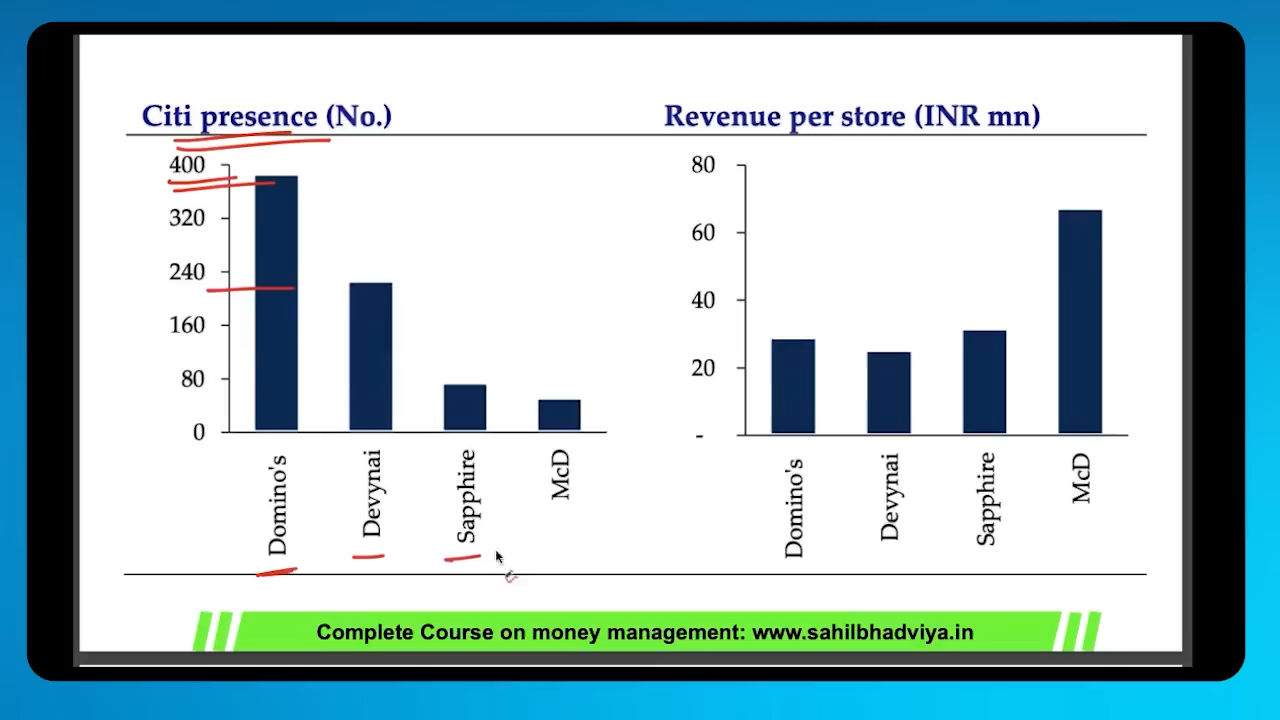 Citi presence (No.)
400
320
240
160
80
0
Domino's
Devynai
Sapphire
McD
Revenue per store (INR mn)
80
60
40
20
-
Domino's
Devynai
Sapphire
McD
Complete Course on money management: www.sahilbhadviya.in